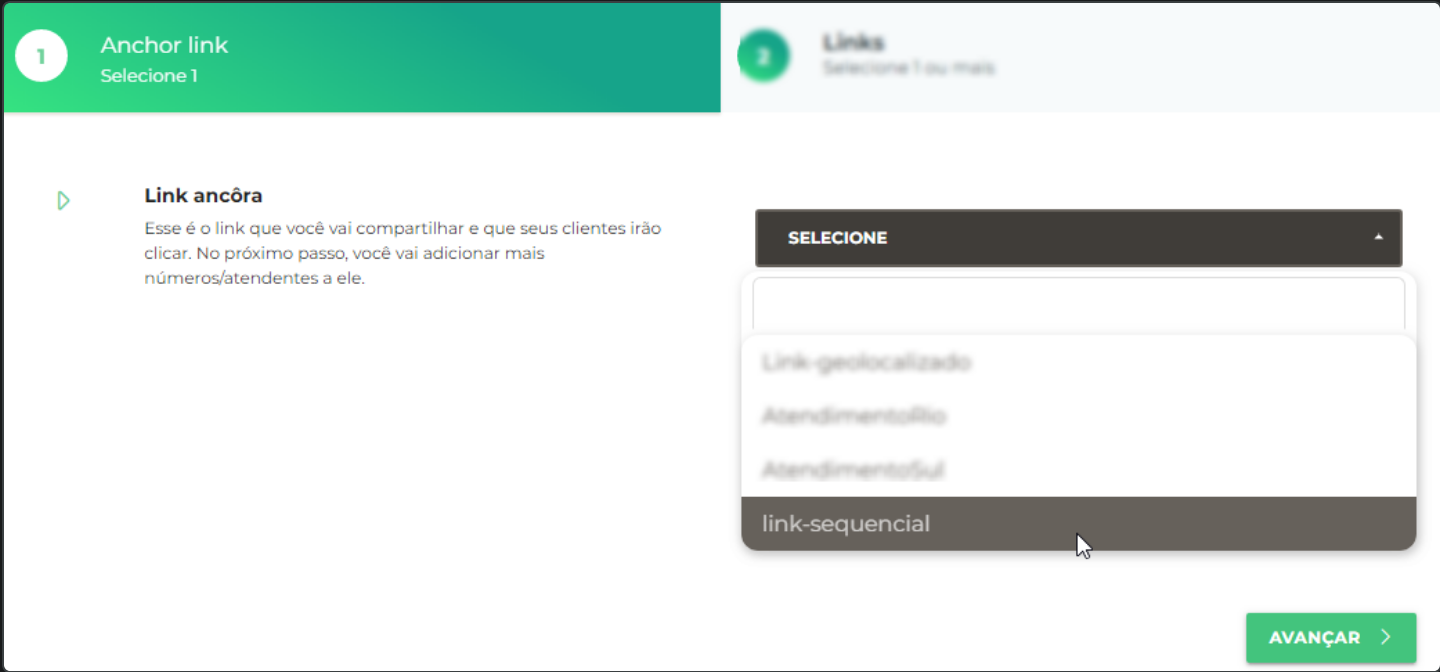 1
Anchor link
Selecione 1
2
Links
Selecione 1 ou mais
Link ancôra
Esse é o link que você vai compartilhar e que seus clientes irão
clicar. No próximo passo, você vai adicionar mais
números/atendentes a ele.
SELECIONE
Link-geolocalizado
AtendimentoRio
AtendimentoSul
link-sequencial
AVANÇAR